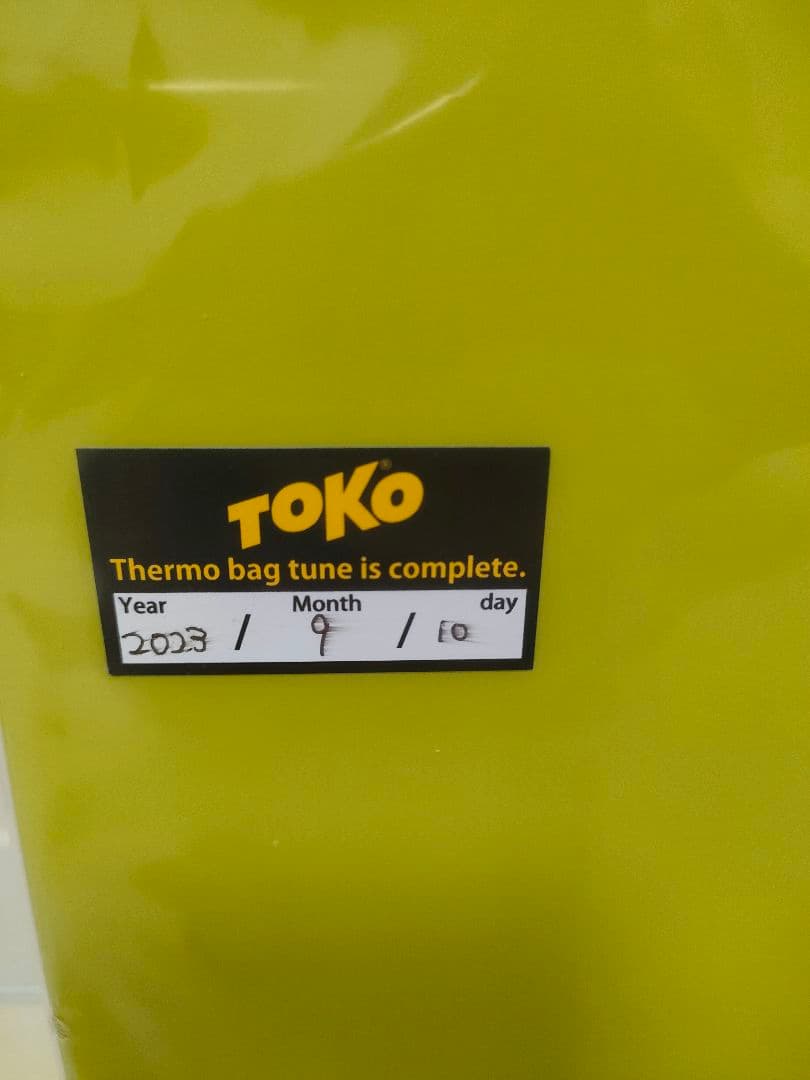 TOKO®
Thermo bag tune is complete.
Year Month day
2023 / 9 / 10